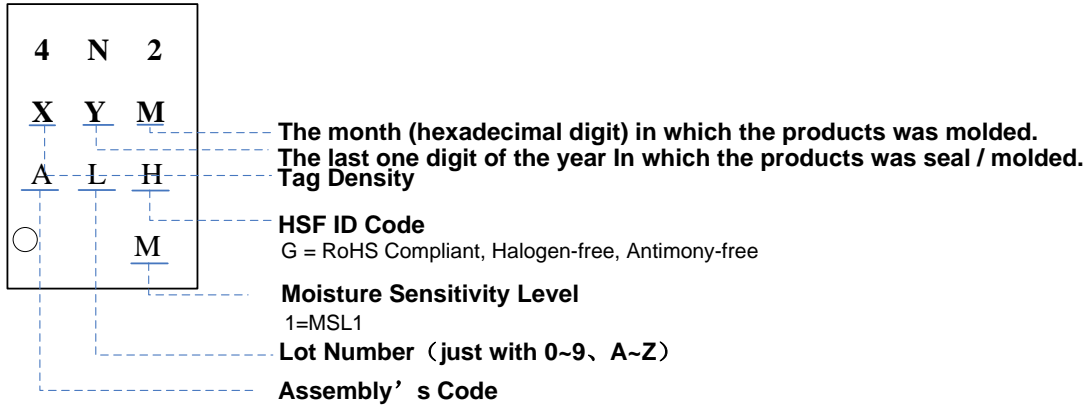 4 N 2
X Y M
The month (hexadecimal digit) in which the products was molded.
The last one digit of the year In which the products was seal / molded.
A L H
Tag Density
HSF ID Code
G = RoHS Compliant, Halogen-free, Antimony-free
M
Moisture Sensitivity Level
1=MSL1
Lot Number（just with 0~9、A~Z）
Assembly’s Code